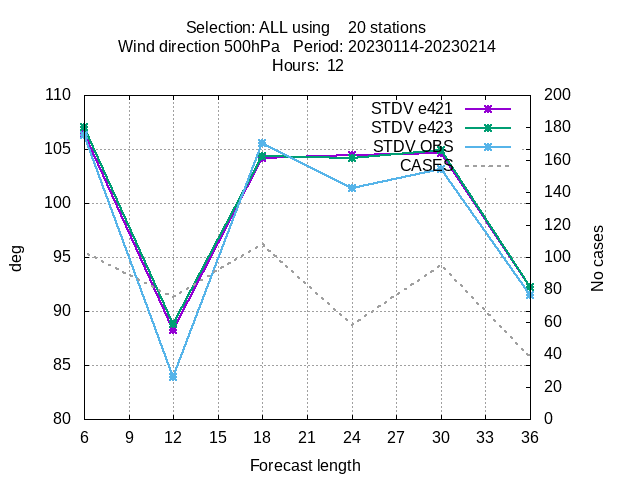 Selection: ALL using    20 stations
Wind direction 500hPa   Period: 20230114-20230214
Hours:  12
110
105
100
95
90
85
80
200
180
160
140
120
100
80
60
40
20
0
STDV e421
STDV e423
STDV OBS
CASES
deg
No cases
6 9 12 15 18 21 24 27 30 33 36
Forecast length